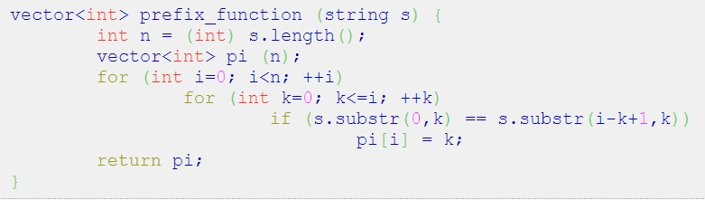 vector<int> prefix_function (string s) {
        int n = (int) s.length();
        vector<int> pi (n);
        for (int i=0; i<n; ++i)
                for (int k=0; k<=i; ++k)
                        if (s.substr(0,k) == s.substr(i-k+1,k))
                                pi[i] = k;
        return pi;
}